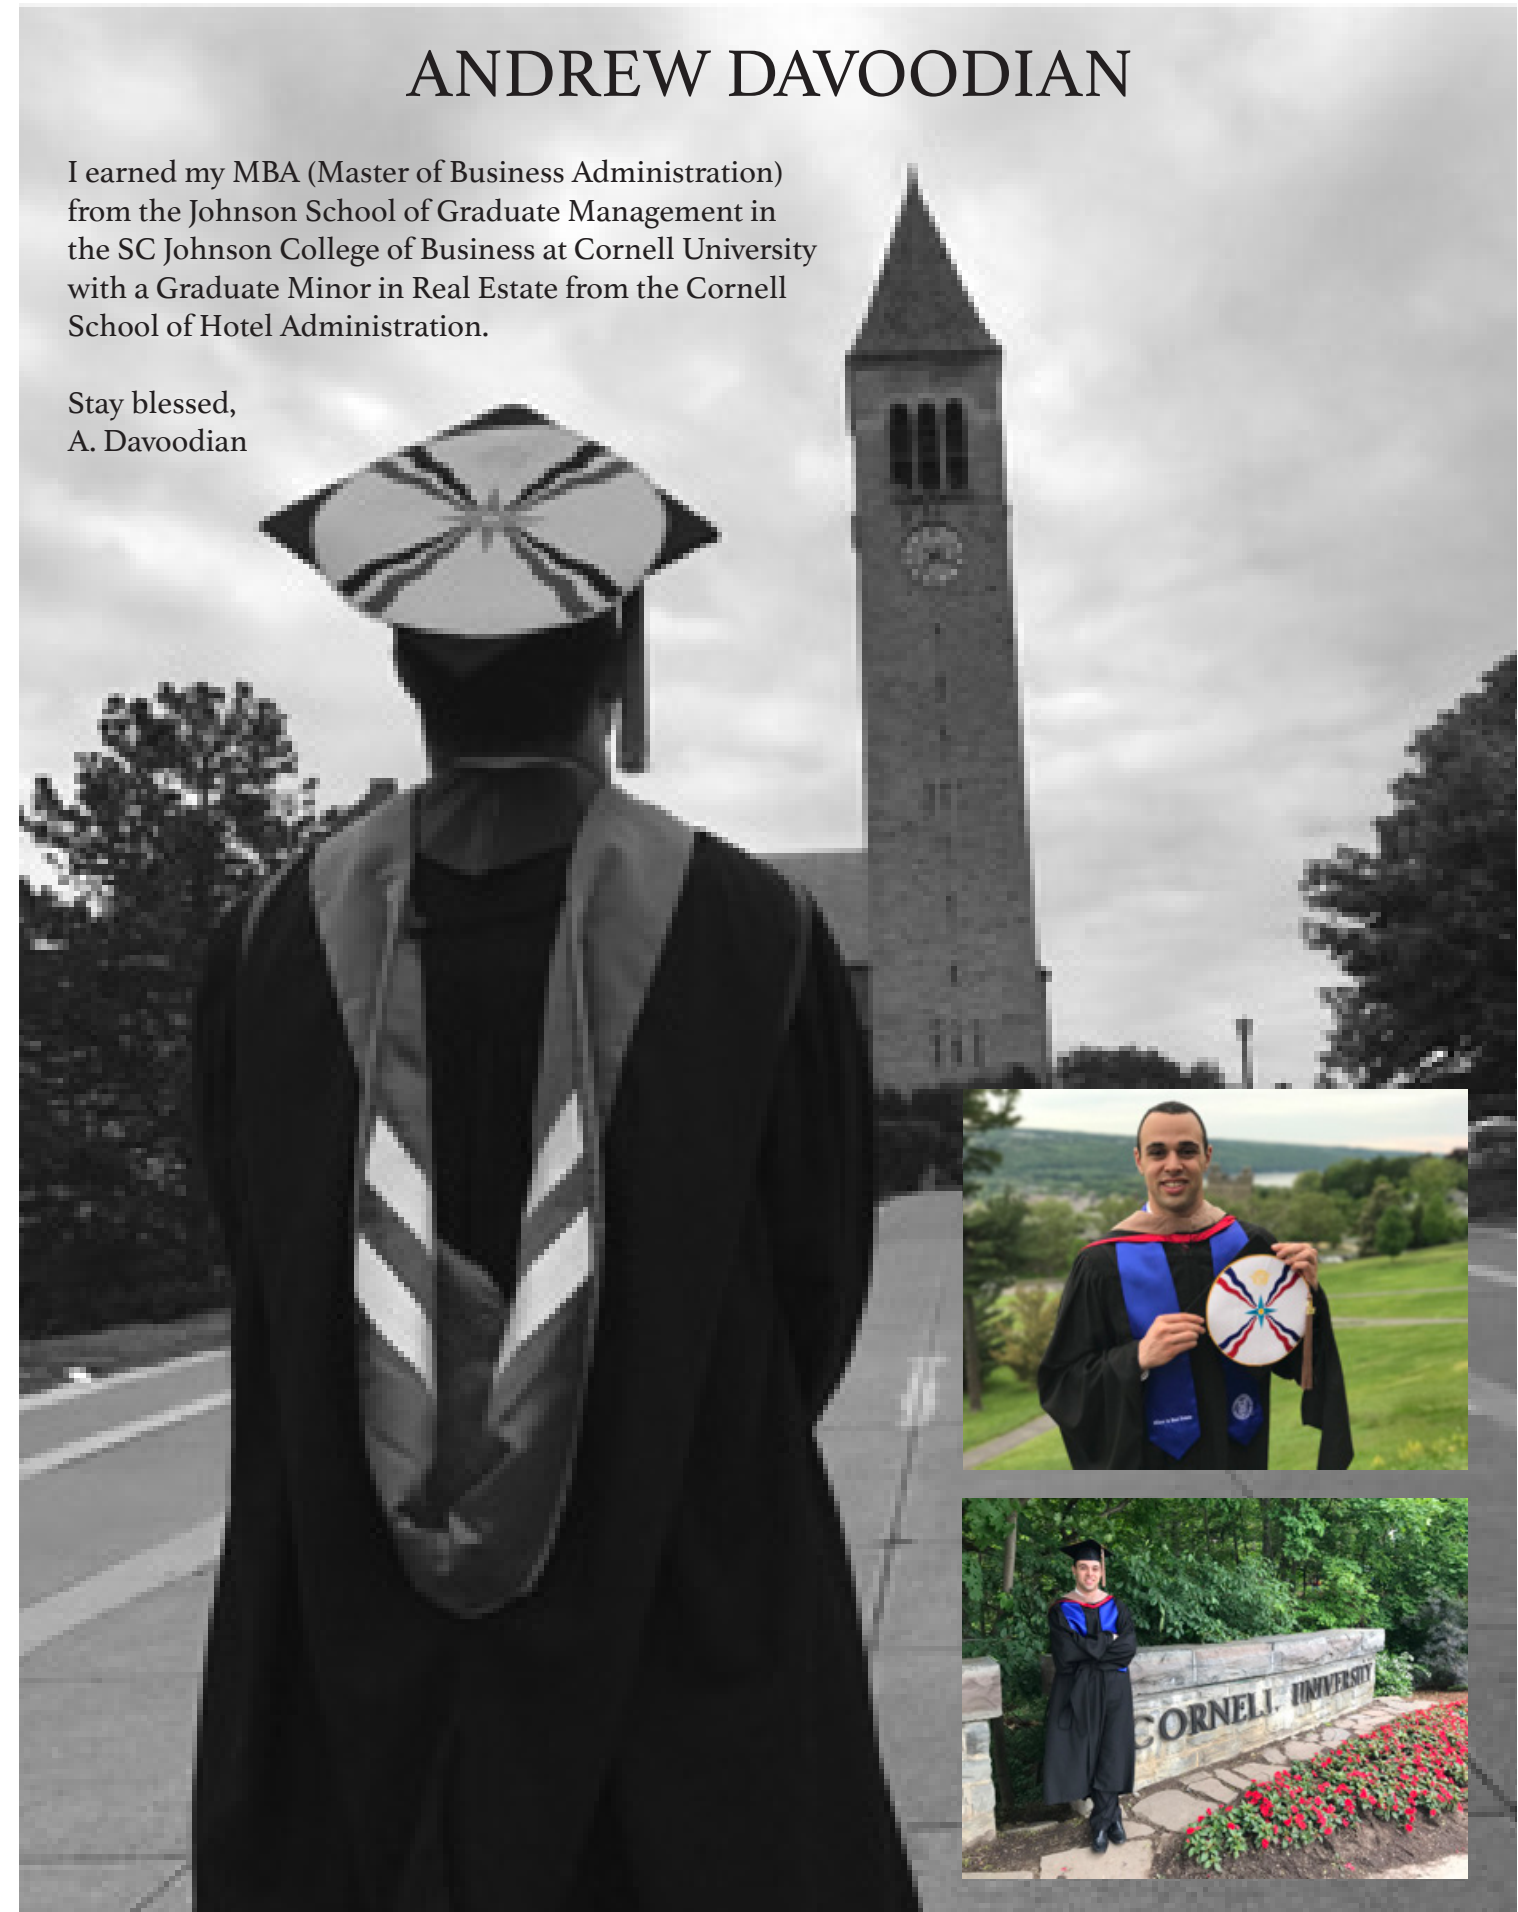 ANDREW DAVOODIAN
I earned my MBA (Master of Business Administration)
from the Johnson School of Graduate Management in
the SC Johnson College of Business at Cornell University
with a Graduate Minor in Real Estate from the Cornell
School of Hotel Administration.
Stay blessed,
A. Davoodian
CORNELL UNIVERSITY